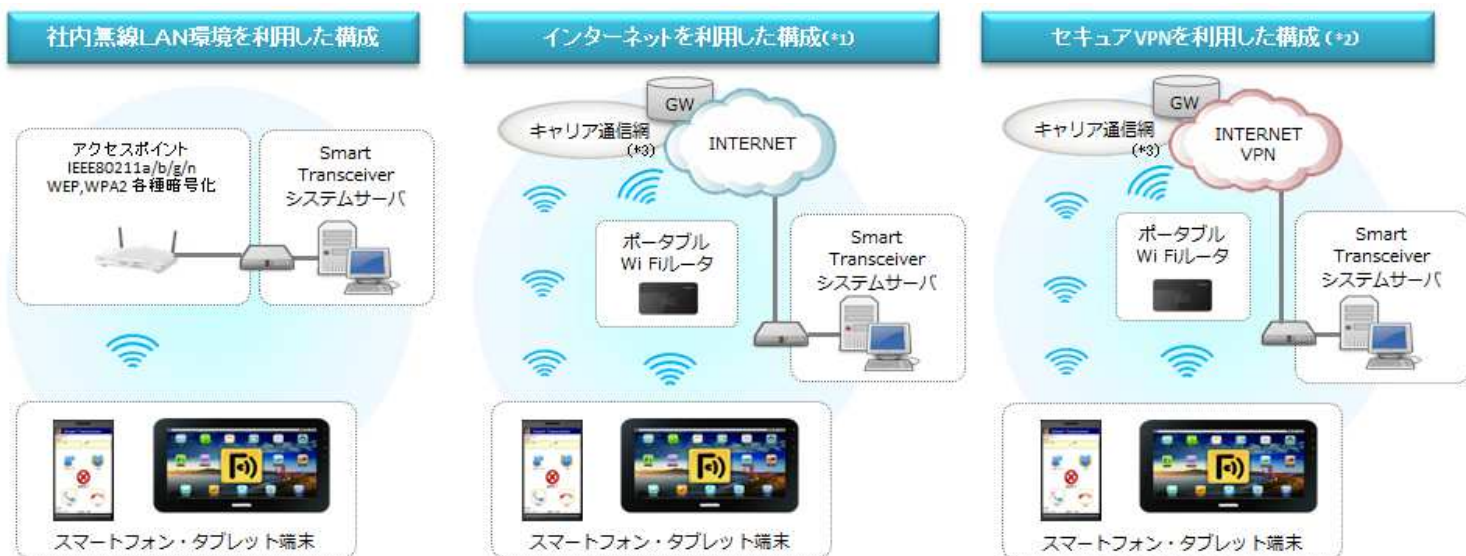 社内無線LAN環境を利用した構成
アクセスポイント
IEEE80211a/b/g/n
WEP,WPA2 各種暗号化
Smart
Transceiver
システムサーバ
スマートフォン・タブレット端末
インターネットを利用した構成(*1)
GW
キャリア通信網
(*3)
INTERNET
ポータブル
Wi Fiルータ
Smart
Transceiver
システムサーバ
スマートフォン・タブレット端末
セキュアVPNを利用した構成(*2)
GW
キャリア通信網
(*3)
INTERNET
VPN
ポータブル
Wi Fiルータ
Smart
Transceiver
システムサーバ
スマートフォン・タブレット端末